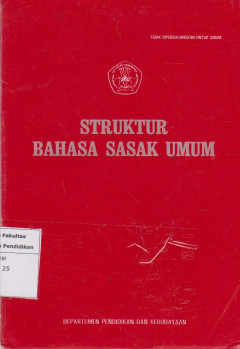 TIDAK DIPERDAGANGKAN UNTUK UMUM
STRUKTUR
BAHASA SASAK UMUM
Fakultas
Pendidikan
25
DEPARTEMEN PENDIDIKAN DAN KEBUDAYAAN